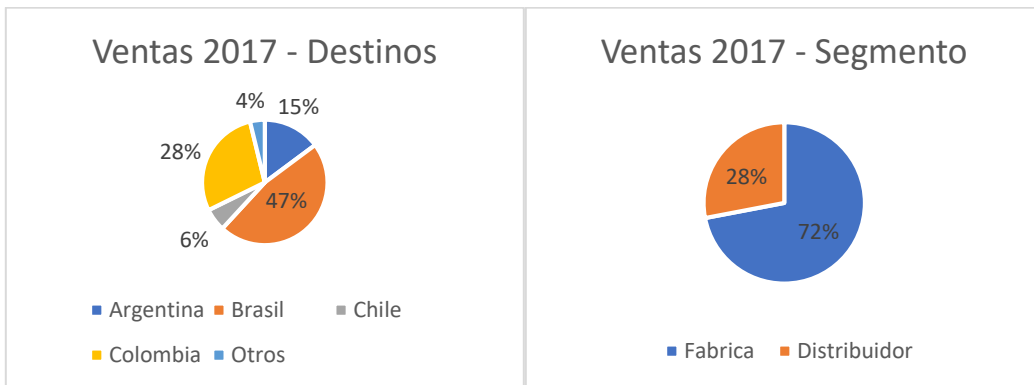 Ventas 2017 - Destinos
4%
15%
28%
47%
6%
Argentina
Brasil
Chile
Colombia
Otros
Ventas 2017 - Segmento
28%
72%
Fabrica
Distribuidor